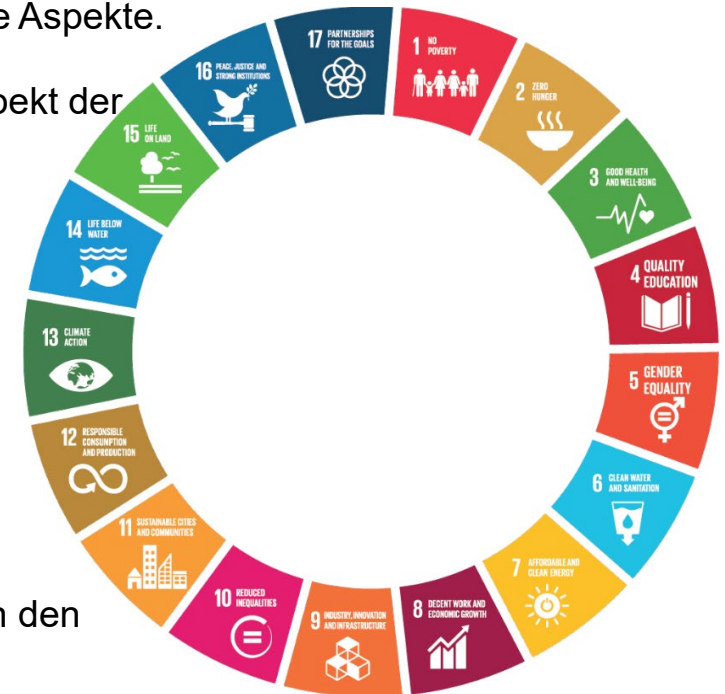 e Aspekte.
pekt der
n den
1 NO
POVERTY
2 ZERO
HUNGER
3 GOOD HEALTH
AND WELL-BEING
4 QUALITY
EDUCATION
5 GENDER
EQUALITY
6 CLEAN WATER
AND SANITATION
7 AFFORDABLE AND
CLEAN ENERGY
8 DECENT WORK AND
ECONOMIC GROWTH
9 INDUSTRY, INNOVATION
AND INFRASTRUCTURE
10 REDUCED
INEQUALITIES
11 SUSTAINABLE CITIES
AND COMMUNITIES
12 RESPONSIBLE
CONSUMPTION
AND PRODUCTION
13 CLIMATE
ACTION
14 LIFE BELOW
WATER
15 LIFE
ON LAND
16 PEACE, JUSTICE AND
STRONG INSTITUTIONS
17 PARTNERSHIPS
FOR THE GOALS